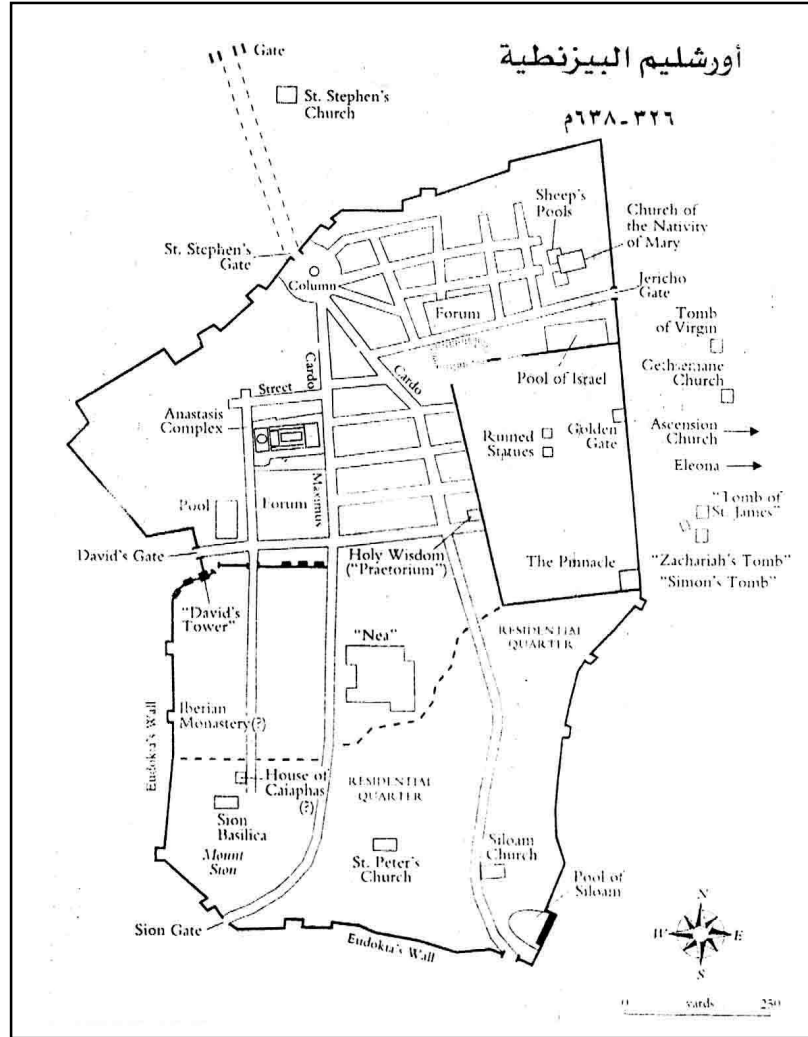 أورشليم البيزنطية
٣٢٦-٦٣٨م
Gate
St. Stephen's
Church
Sheep's
Pools
Church of
the Nativity
of Mary
St. Stephen's
Gate
Column
Forum
Jericho
Gate
Tomb
of Virgin
Cardo
Cardo
Pool of Israel
Gethsemane
Church
Street
Anastasis
Complex
Ruined
Statues
Golden
Gate
Ascension
Church
Eleona
Pool
Forum
Maximus
"Tomb of
St. James"
David's Gate
Holy Wisdom
("Praetorium")
The Pinnacle
"Zachariah's Tomb"
"Simon's Tomb"
"David's
Tower"
"Nea"
RESIDENTIAL
QUARTER
Eudokia's Wall
Iberian
Monastery(?)
House of
Caiaphas
(?)
RESIDENTIAL
QUARTER
Sion
Basilica
Mount
Sion
St. Peter's
Church
Siloam
Church
Pool of
Siloam
Sion Gate
Eudokia's Wall
N
W
E
S
0 yards 250